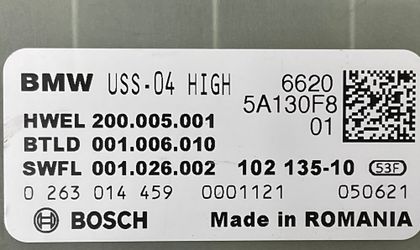 BMW USS-04 HIGH 6620
5A130F8
01
HWEL 200.005.001
BTLD 001.006.010
SWFL 001.026.002 102 135-10 53F
0 263 014 459 0001121 050621
BOSCH Made in ROMANIA